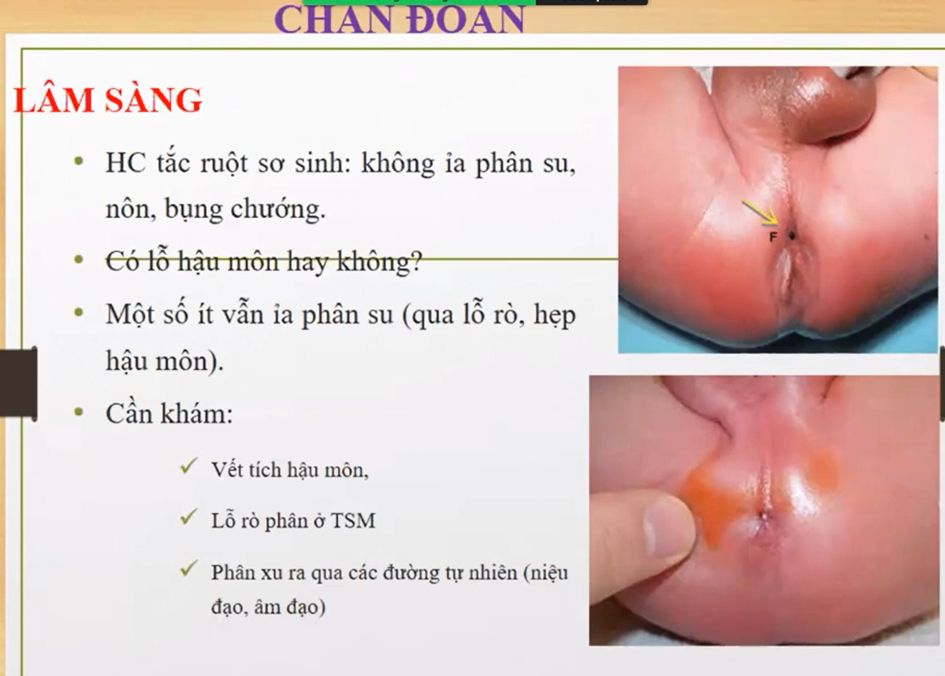 CHẨN ĐOÁN
LÂM SÀNG
• HC tắc ruột sơ sinh: không ỉa phân su,
nôn, bụng chướng.
• Có lỗ hậu môn hay không?
• Một số ít vẫn ỉa phân su (qua lỗ rò, hẹp
hậu môn).
• Cần khám:
✓ Vết tích hậu môn,
✓ Lỗ rò phân ở TSM
✓ Phân xu ra qua các đường tự nhiên (niệu
đạo, âm đạo)
F